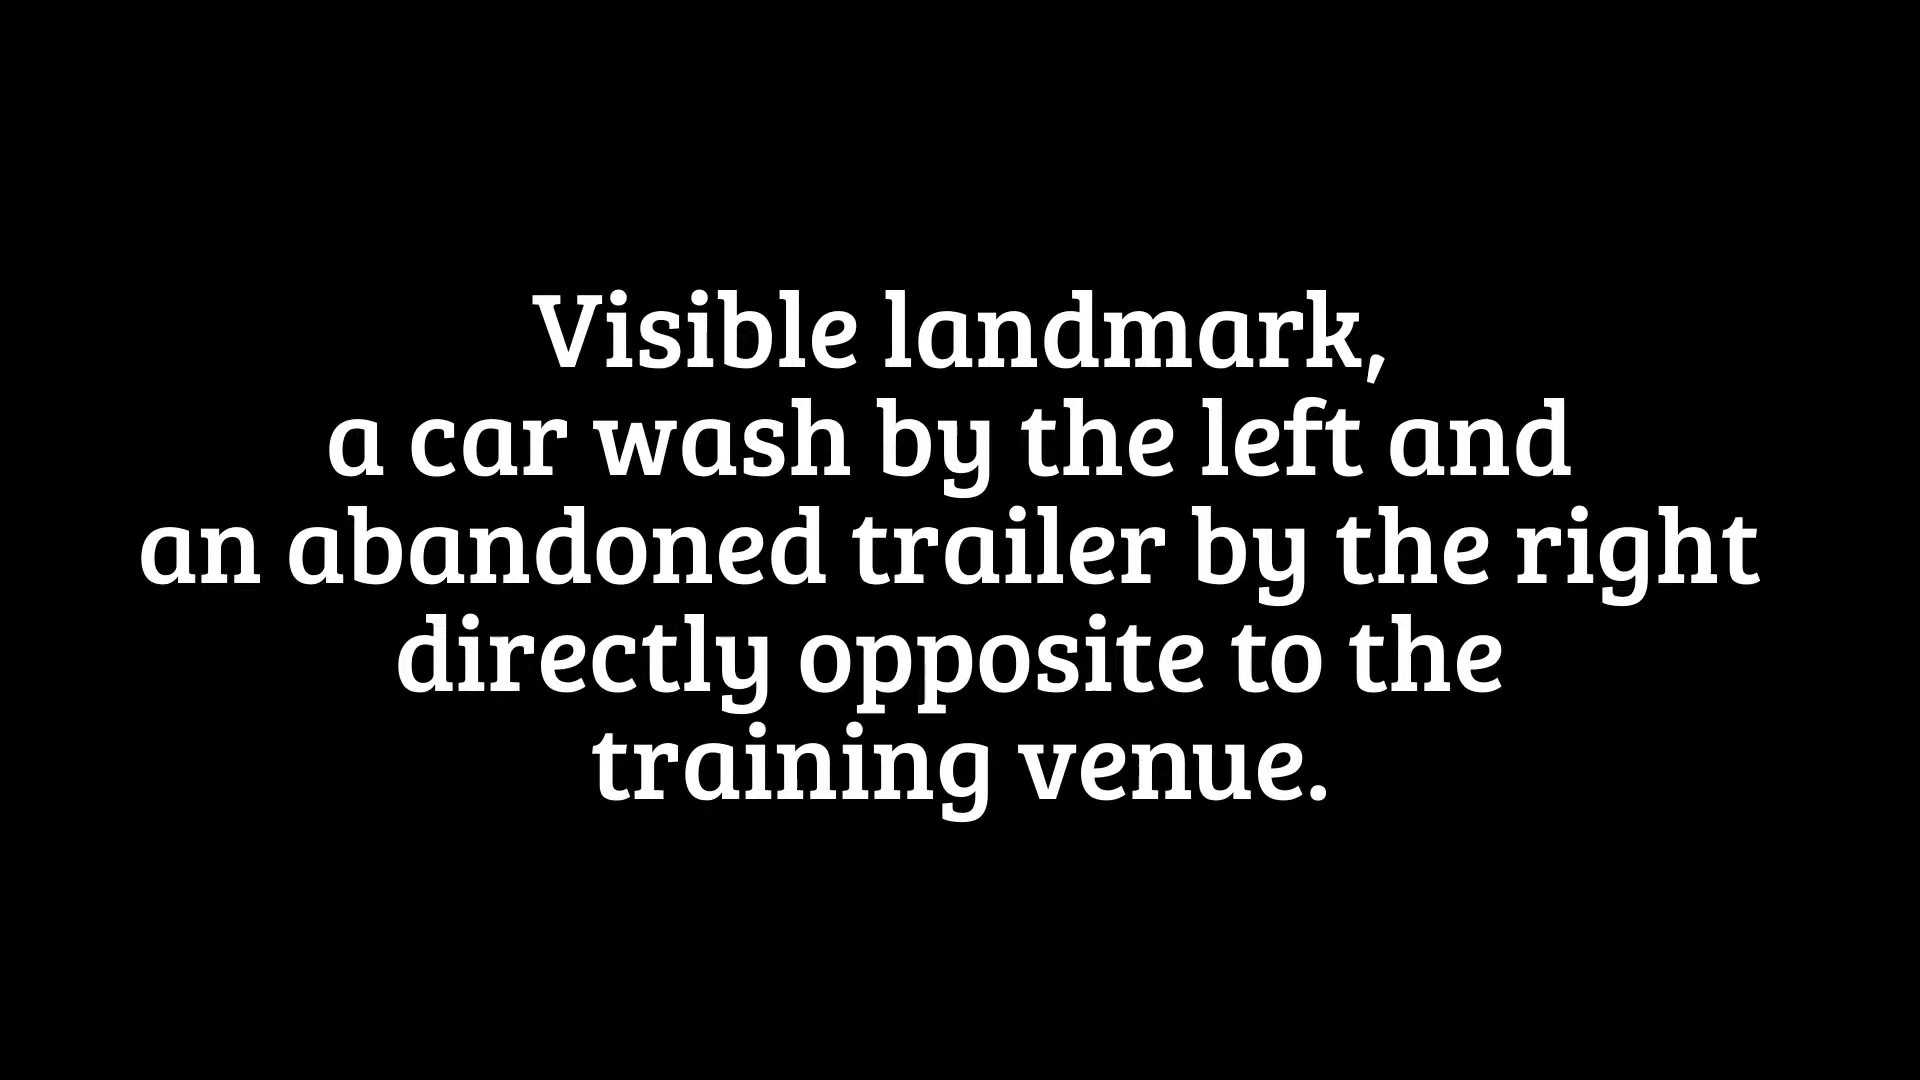 Visible landmark,
a car wash by the left and
an abandoned trailer by the right
directly opposite to the
training venue.